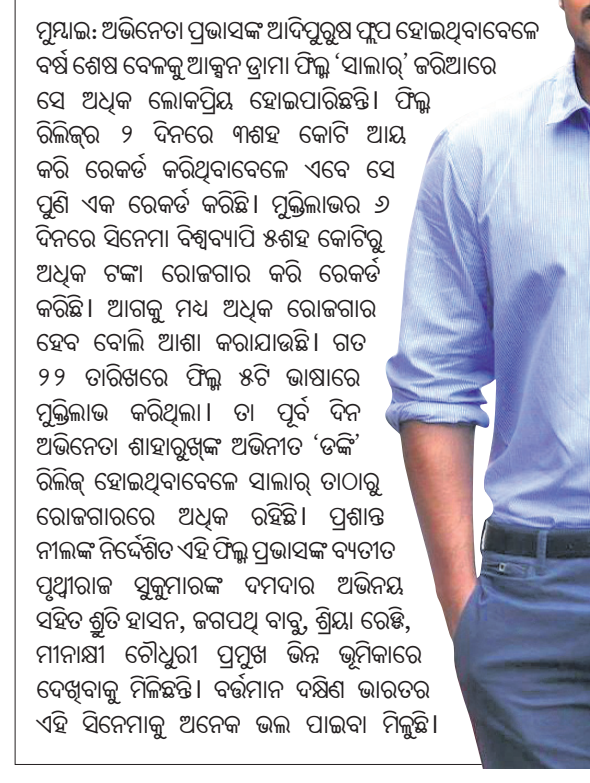 ମୁମ୍ବାଇ: ଅଭିନେତା ପ୍ରଭାସଙ୍କ ଆଦିପୁରୁଷ ଫ୍ଲପ ହୋଇଥିବାବେଳେ
ବର୍ଷ ଶେଷ ବେଳକୁ ଆକ୍ସନ ଡ୍ରାମା ଫିଲ୍ମ ‘ସାଲାର୍’ ଜରିଆରେ
ସେ ଅଧିକ ଲୋକପ୍ରିୟ ହୋଇପାରିଛନ୍ତି। ଫିଲ୍ମ
ରିଲିଜ୍‌ର ୨ ଦିନରେ ୩ଶହ କୋଟି ଆୟ
କରି ରେକର୍ଡ କରିଥିବାବେଳେ ଏବେ ସେ
ପୁଣି ଏକ ରେକର୍ଡ କରିଛି। ମୁକ୍ତିଲାଭର ୬
ଦିନରେ ସିନେମା ବିଶ୍ୱବ୍ୟାପି ୫ଶହ କୋଟିରୁ
ଅଧିକ ଟଙ୍କା ରୋଜଗାର କରି ରେକର୍ଡ
କରିଛି। ଆଗକୁ ମଧ୍ୟ ଅଧିକ ରୋଜଗାର
ହେବ ବୋଲି ଆଶା କରାଯାଉଛି। ଗତ
୨୨ ତାରିଖରେ ଫିଲ୍ମ ୫ଟି ଭାଷାରେ
ମୁକ୍ତିଲାଭ କରିଥିଲା। ତା ପୂର୍ବ ଦିନ
ଅଭିନେତା ଶାହାରୁଖ୍‌ଙ୍କ ଅଭିନୀତ ‘ଡଙ୍କି’
ରିଲିଜ୍ ହୋଇଥିବାବେଳେ ସାଲାର୍ ତାଠାରୁ
ରୋଜଗାରରେ ଅଧିକ ରହିଛି। ପ୍ରଶାନ୍ତ
ନୀଲଙ୍କ ନିର୍ଦ୍ଦେଶିତ ଏହି ଫିଲ୍ମ ପ୍ରଭାସଙ୍କ ବ୍ୟତୀତ
ପୃଥ୍ୱୀରାଜ ସୁକୁମାରଙ୍କ ଦମଦାର ଅଭିନୟ
ସହିତ ଶ୍ରୁତି ହାସନ, ଜଗପଥି ବାବୁ, ଶ୍ରିୟା ରେଡ୍ଡି,
ମୀନାକ୍ଷୀ ଚୌଧୁରୀ ପ୍ରମୁଖ ଭିନ୍ନ ଭୂମିକାରେ
ଦେଖିବାକୁ ମିଳିଛନ୍ତି। ବର୍ତ୍ତମାନ ଦକ୍ଷିଣ ଭାରତର
ଏହି ସିନେମାକୁ ଅନେକ ଭଲ ପାଇବା ମିଳୁଛି।